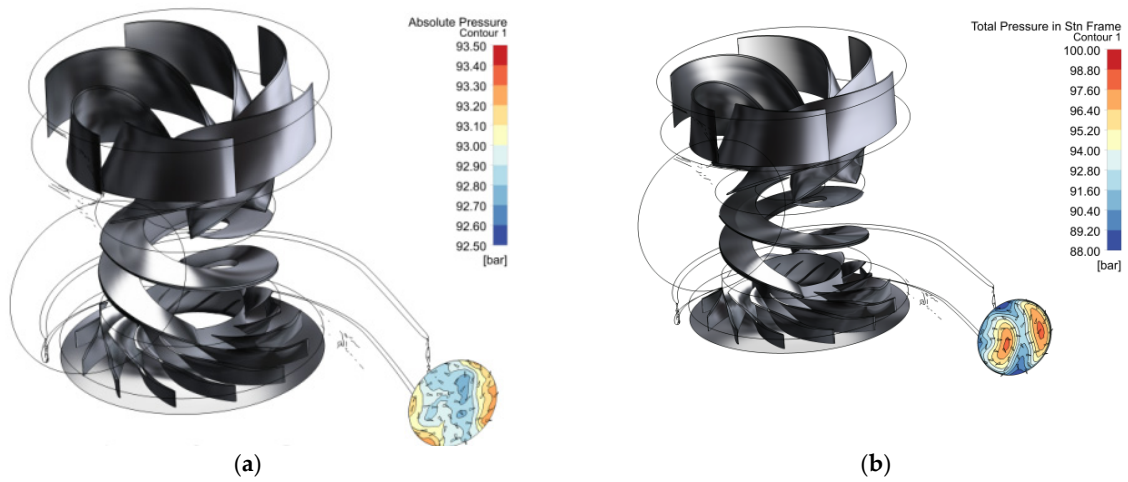 Absolute Pressure
Contour 1
93.50
93.40
93.30
93.20
93.10
93.00
92.90
92.80
92.70
92.60
92.50
[bar]
(a)
Total Pressure in Stn Frame
Contour 1
100.00
98.80
97.60
96.40
95.20
94.00
92.80
91.60
90.40
89.20
88.00
[bar]
(b)